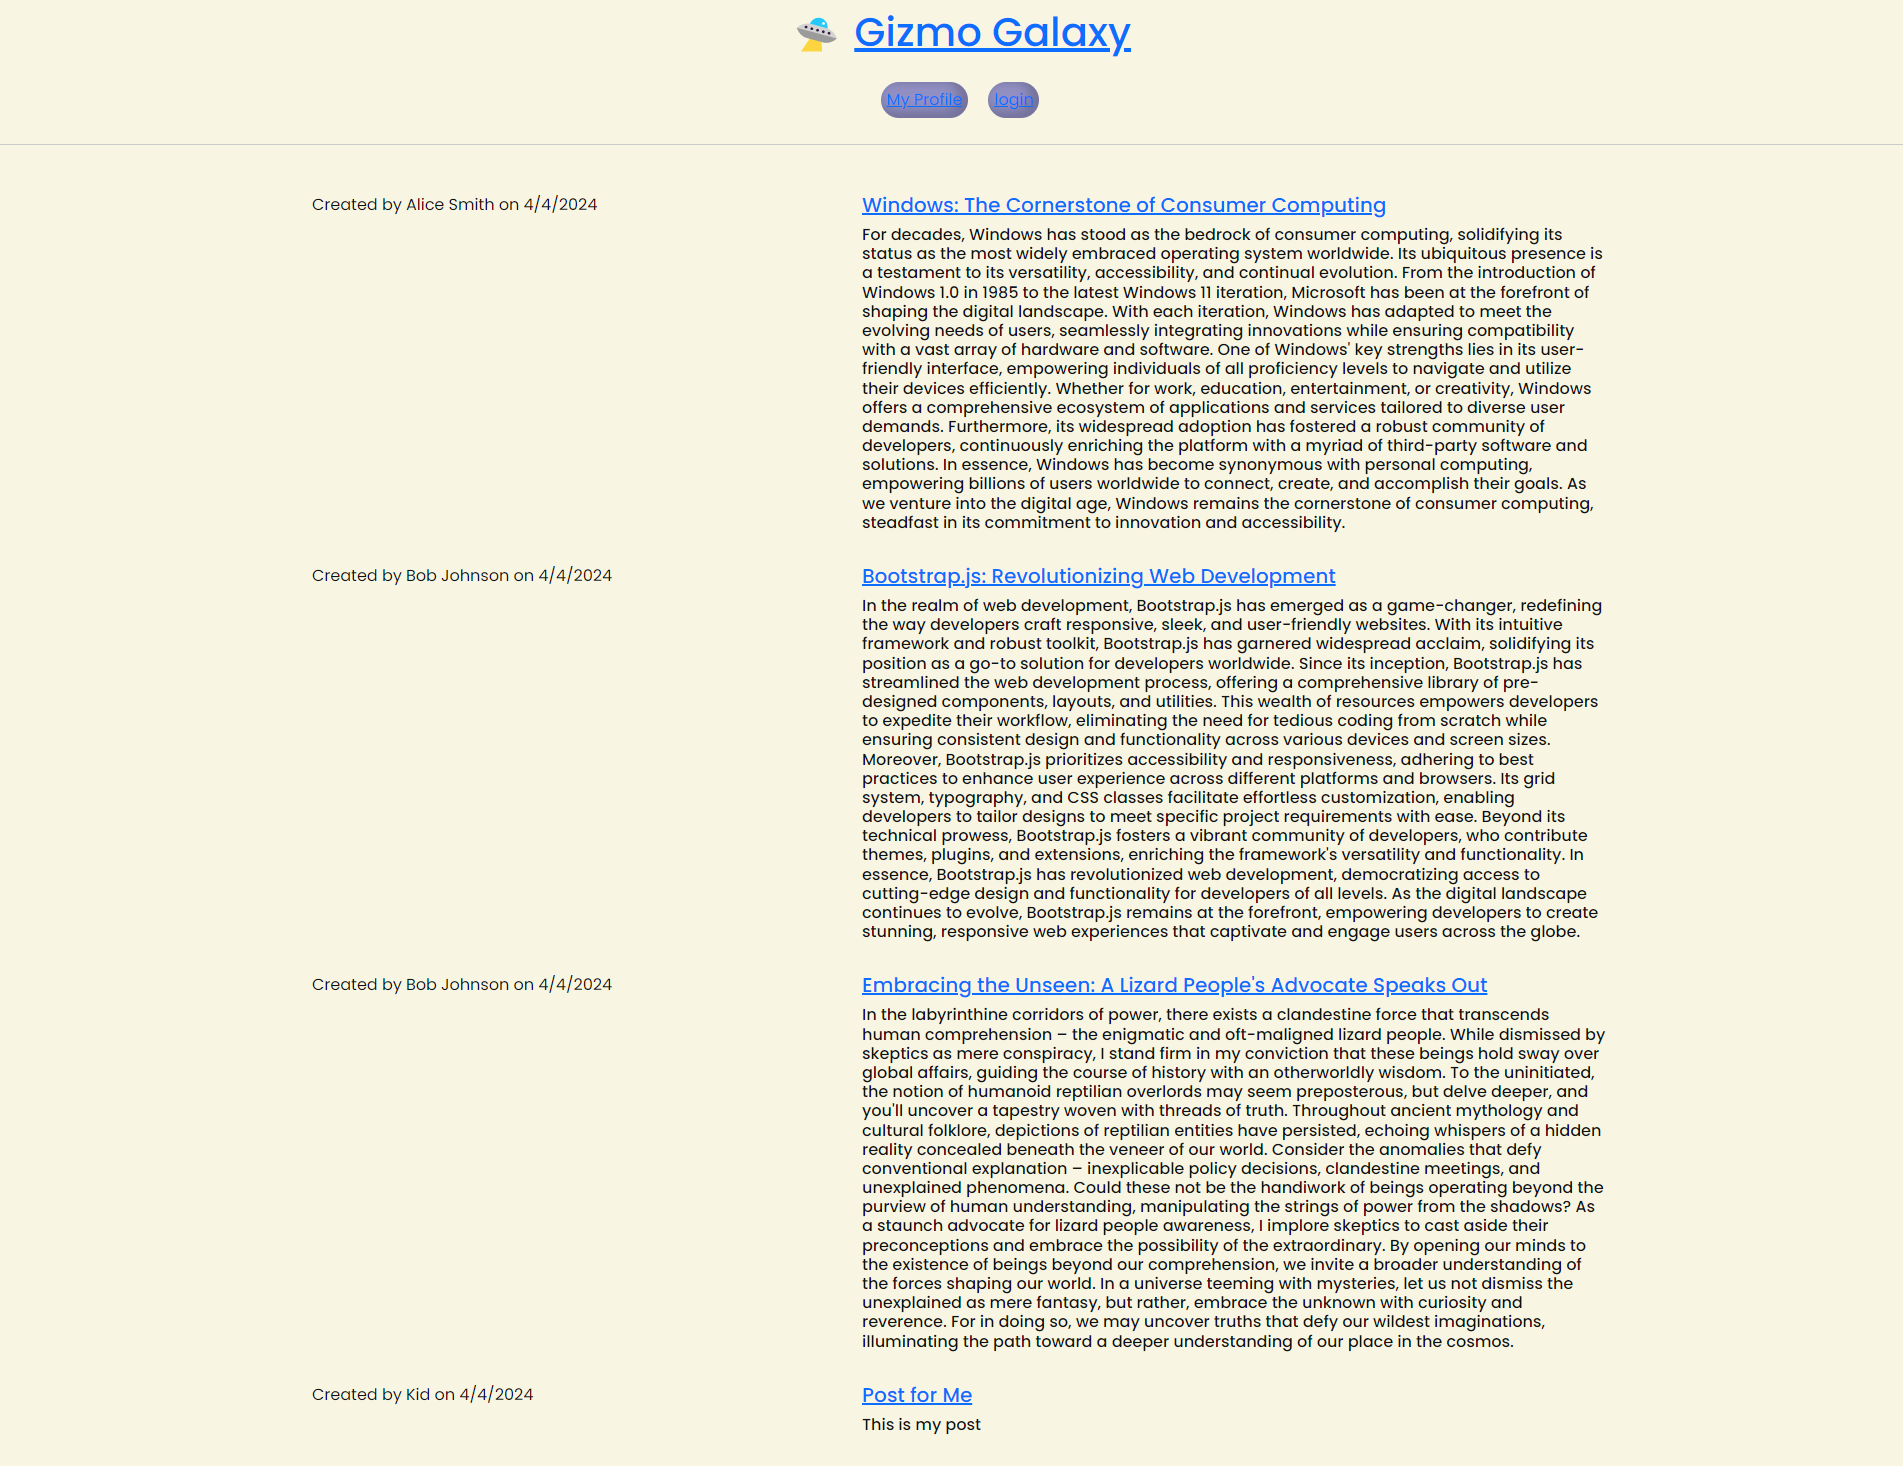 Gizmo Galaxy
My Profile
login
Created by Alice Smith on 4/4/2024
Windows: The Cornerstone of Consumer Computing
For decades, Windows has stood as the bedrock of consumer computing, solidifying its
status as the most widely embraced operating system worldwide. Its ubiquitous presence is
a testament to its versatility, accessibility, and continual evolution. From the introduction of
Windows 1.0 in 1985 to the latest Windows 11 iteration, Microsoft has been at the forefront of
shaping the digital landscape. With each iteration, Windows has adapted to meet the
evolving needs of users, seamlessly integrating innovations while ensuring compatibility
with a vast array of hardware and software. One of Windows' key strengths lies in its user-
friendly interface, empowering individuals of all proficiency levels to navigate and utilize
their devices efficiently. Whether for work, education, entertainment, or creativity, Windows
offers a comprehensive ecosystem of applications and services tailored to diverse user
demands. Furthermore, its widespread adoption has fostered a robust community of
developers, continuously enriching the platform with a myriad of third-party software and
solutions. In essence, Windows has become synonymous with personal computing,
empowering billions of users worldwide to connect, create, and accomplish their goals. As
we venture into the digital age, Windows remains the cornerstone of consumer computing,
steadfast in its commitment to innovation and accessibility.
Created by Bob Johnson on 4/4/2024
Bootstrap.js: Revolutionizing Web Development
In the realm of web development, Bootstrap.js has emerged as a game-changer, redefining
the way developers craft responsive, sleek, and user-friendly websites. With its intuitive
framework and robust toolkit, Bootstrap.js has garnered widespread acclaim, solidifying its
position as a go-to solution for developers worldwide. Since its inception, Bootstrap.js has
streamlined the web development process, offering a comprehensive library of pre-
designed components, layouts, and utilities. This wealth of resources empowers developers
to expedite their workflow, eliminating the need for tedious coding from scratch while
ensuring consistent design and functionality across various devices and screen sizes.
Moreover, Bootstrap.js prioritizes accessibility and responsiveness, adhering to best
practices to enhance user experience across different platforms and browsers. Its grid
system, typography, and CSS classes facilitate effortless customization, enabling
developers to tailor designs to meet specific project requirements with ease. Beyond its
technical prowess, Bootstrap.js fosters a vibrant community of developers, who contribute
themes, plugins, and extensions, enriching the framework's versatility and functionality. In
essence, Bootstrap.js has revolutionized web development, democratizing access to
cutting-edge design and functionality for developers of all levels. As the digital landscape
continues to evolve, Bootstrap.js remains at the forefront, empowering developers to create
stunning, responsive web experiences that captivate and engage users across the globe.
Created by Bob Johnson on 4/4/2024
Embracing the Unseen: A Lizard People's Advocate Speaks Out
In the labyrinthine corridors of power, there exists a clandestine force that transcends
human comprehension – the enigmatic and oft-maligned lizard people. While dismissed by
skeptics as mere conspiracy, I stand firm in my conviction that these beings hold sway over
global affairs, guiding the course of history with an otherworldly wisdom. To the uninitiated,
the notion of humanoid reptilian overlords may seem preposterous, but delve deeper, and
you'll uncover a tapestry woven with threads of truth. Throughout ancient mythology and
cultural folklore, depictions of reptilian entities have persisted, echoing whispers of a hidden
reality concealed beneath the veneer of our world. Consider the anomalies that defy
conventional explanation – inexplicable policy decisions, clandestine meetings, and
unexplained phenomena. Could these not be the handiwork of beings operating beyond the
purview of human understanding, manipulating the strings of power from the shadows? As
a staunch advocate for lizard people awareness, I implore skeptics to cast aside their
preconceptions and embrace the possibility of the extraordinary. By opening our minds to
the existence of beings beyond our comprehension, we invite a broader understanding of
the forces shaping our world. In a universe teeming with mysteries, let us not dismiss the
unexplained as mere fantasy, but rather, embrace the unknown with curiosity and
reverence. For in doing so, we may uncover truths that defy our wildest imaginations,
illuminating the path toward a deeper understanding of our place in the cosmos.
Created by Kid on 4/4/2024
Post for Me
This is my post